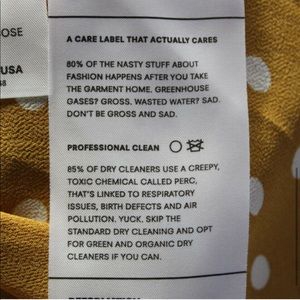 OSE
USA
A CARE LABEL THAT ACTUALLY CARES
80% OF THE NASTY STUFF ABOUT
FASHION HAPPENS AFTER YOU TAKE
THE GARMENT HOME. GREENHOUSE
GASES? GROSS. WASTED WATER? SAD.
DON'T BE GROSS AND SAD.
PROFESSIONAL CLEAN
85% OF DRY CLEANERS USE A CREEPY,
TOXIC CHEMICAL CALLED PERC,
THAT'S LINKED TO RESPIRATORY
ISSUES, BIRTH DEFECTS AND AIR
POLLUTION. YUCK. SKIP THE
STANDARD DRY CLEANING AND OPT
FOR GREEN AND ORGANIC DRY
CLEANERS IF YOU CAN.